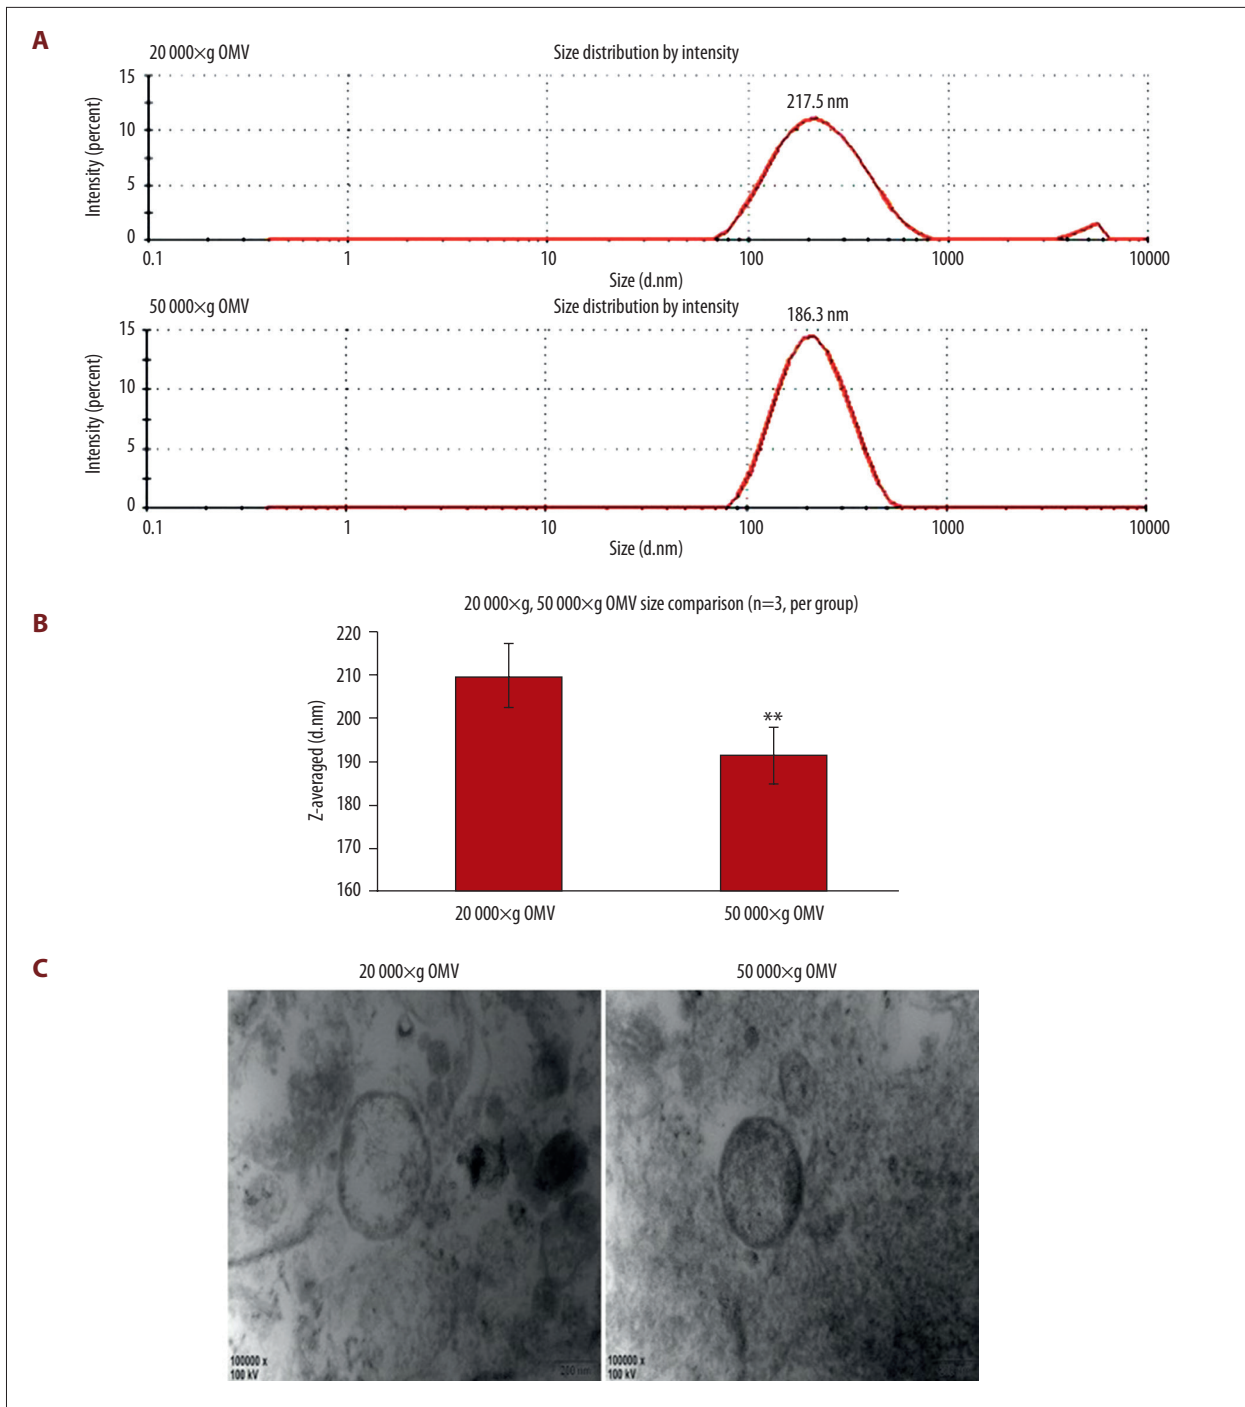 A
20 000×g OMV
Size distribution by intensity
15
10
5
0
Intensity (percent)
217.5 nm
0.1 1 10 100 1000 10000
Size (d.nm)
50 000×g OMV
Size distribution by intensity
186.3 nm
15
10
5
0
Intensity (percent)
0.1 1 10 100 1000 10000
Size (d.nm)
B
20 000×g, 50 000×g OMV size comparison (n=3, per group)
220
210
200
190
180
170
160
Z-averaged (d.nm)
**
20 000×g OMV
50 000×g OMV
C
20 000×g OMV
50 000×g OMV
100000 x
100 kV
200 nm
100000 x
100 kV